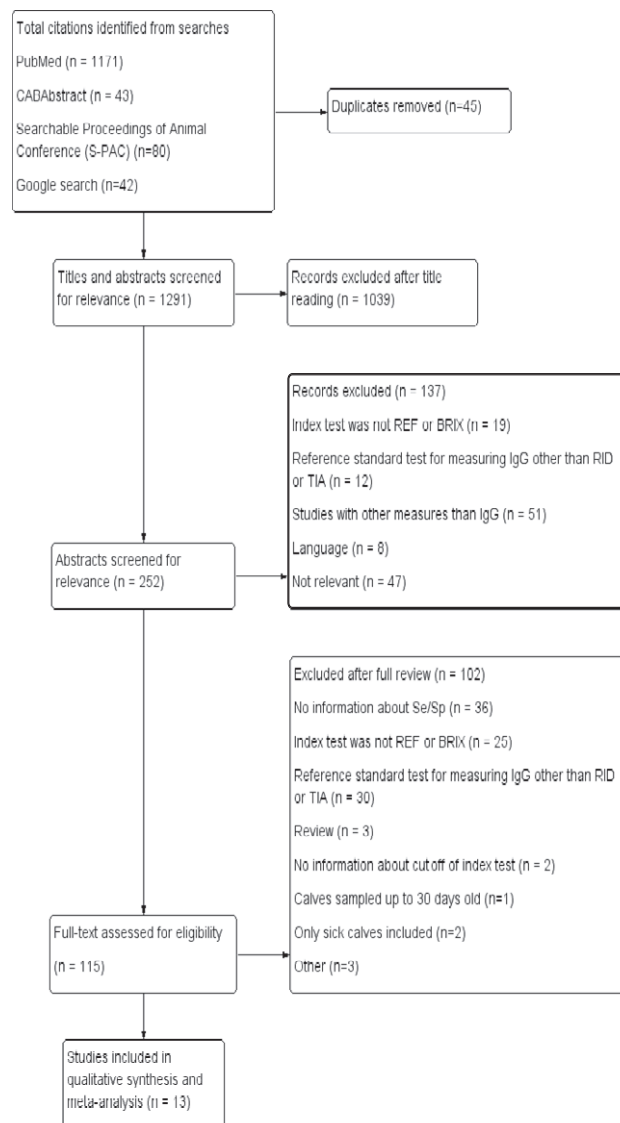 Total citations identified from searches
PubMed (n = 1171)
CABAbstract (n = 43)
Searchable Proceedings of Animal
Conference (S-PAC) (n=80)
Google search (n=42)
Duplicates removed (n=45)
Titles and abstracts screened
for relevance (n = 1291)
Records excluded after title
reading (n = 1039)
Records excluded (n = 137)
Index test was not REF or BRIX (n = 19)
Reference standard test for measuring IgG other than RID
or TIA (n = 12)
Studies with other measures than IgG (n = 51)
Language (n = 8)
Not relevant (n = 47)
Abstracts screened for
relevance (n = 252)
Excluded after full review (n = 102)
No information about Se/Sp (n = 36)
Index test was not REF or BRIX (n = 25)
Reference standard test for measuring IgG other than RID
or TIA (n = 30)
Review (n = 3)
No information about cutoff of index test (n = 2)
Calves sampled up to 30 days old (n=1)
Only sick calves included (n=2)
Other (n=3)
Full-text assessed for eligibility
(n = 115)
Studies included in
qualitative synthesis and
meta-analysis (n = 13)